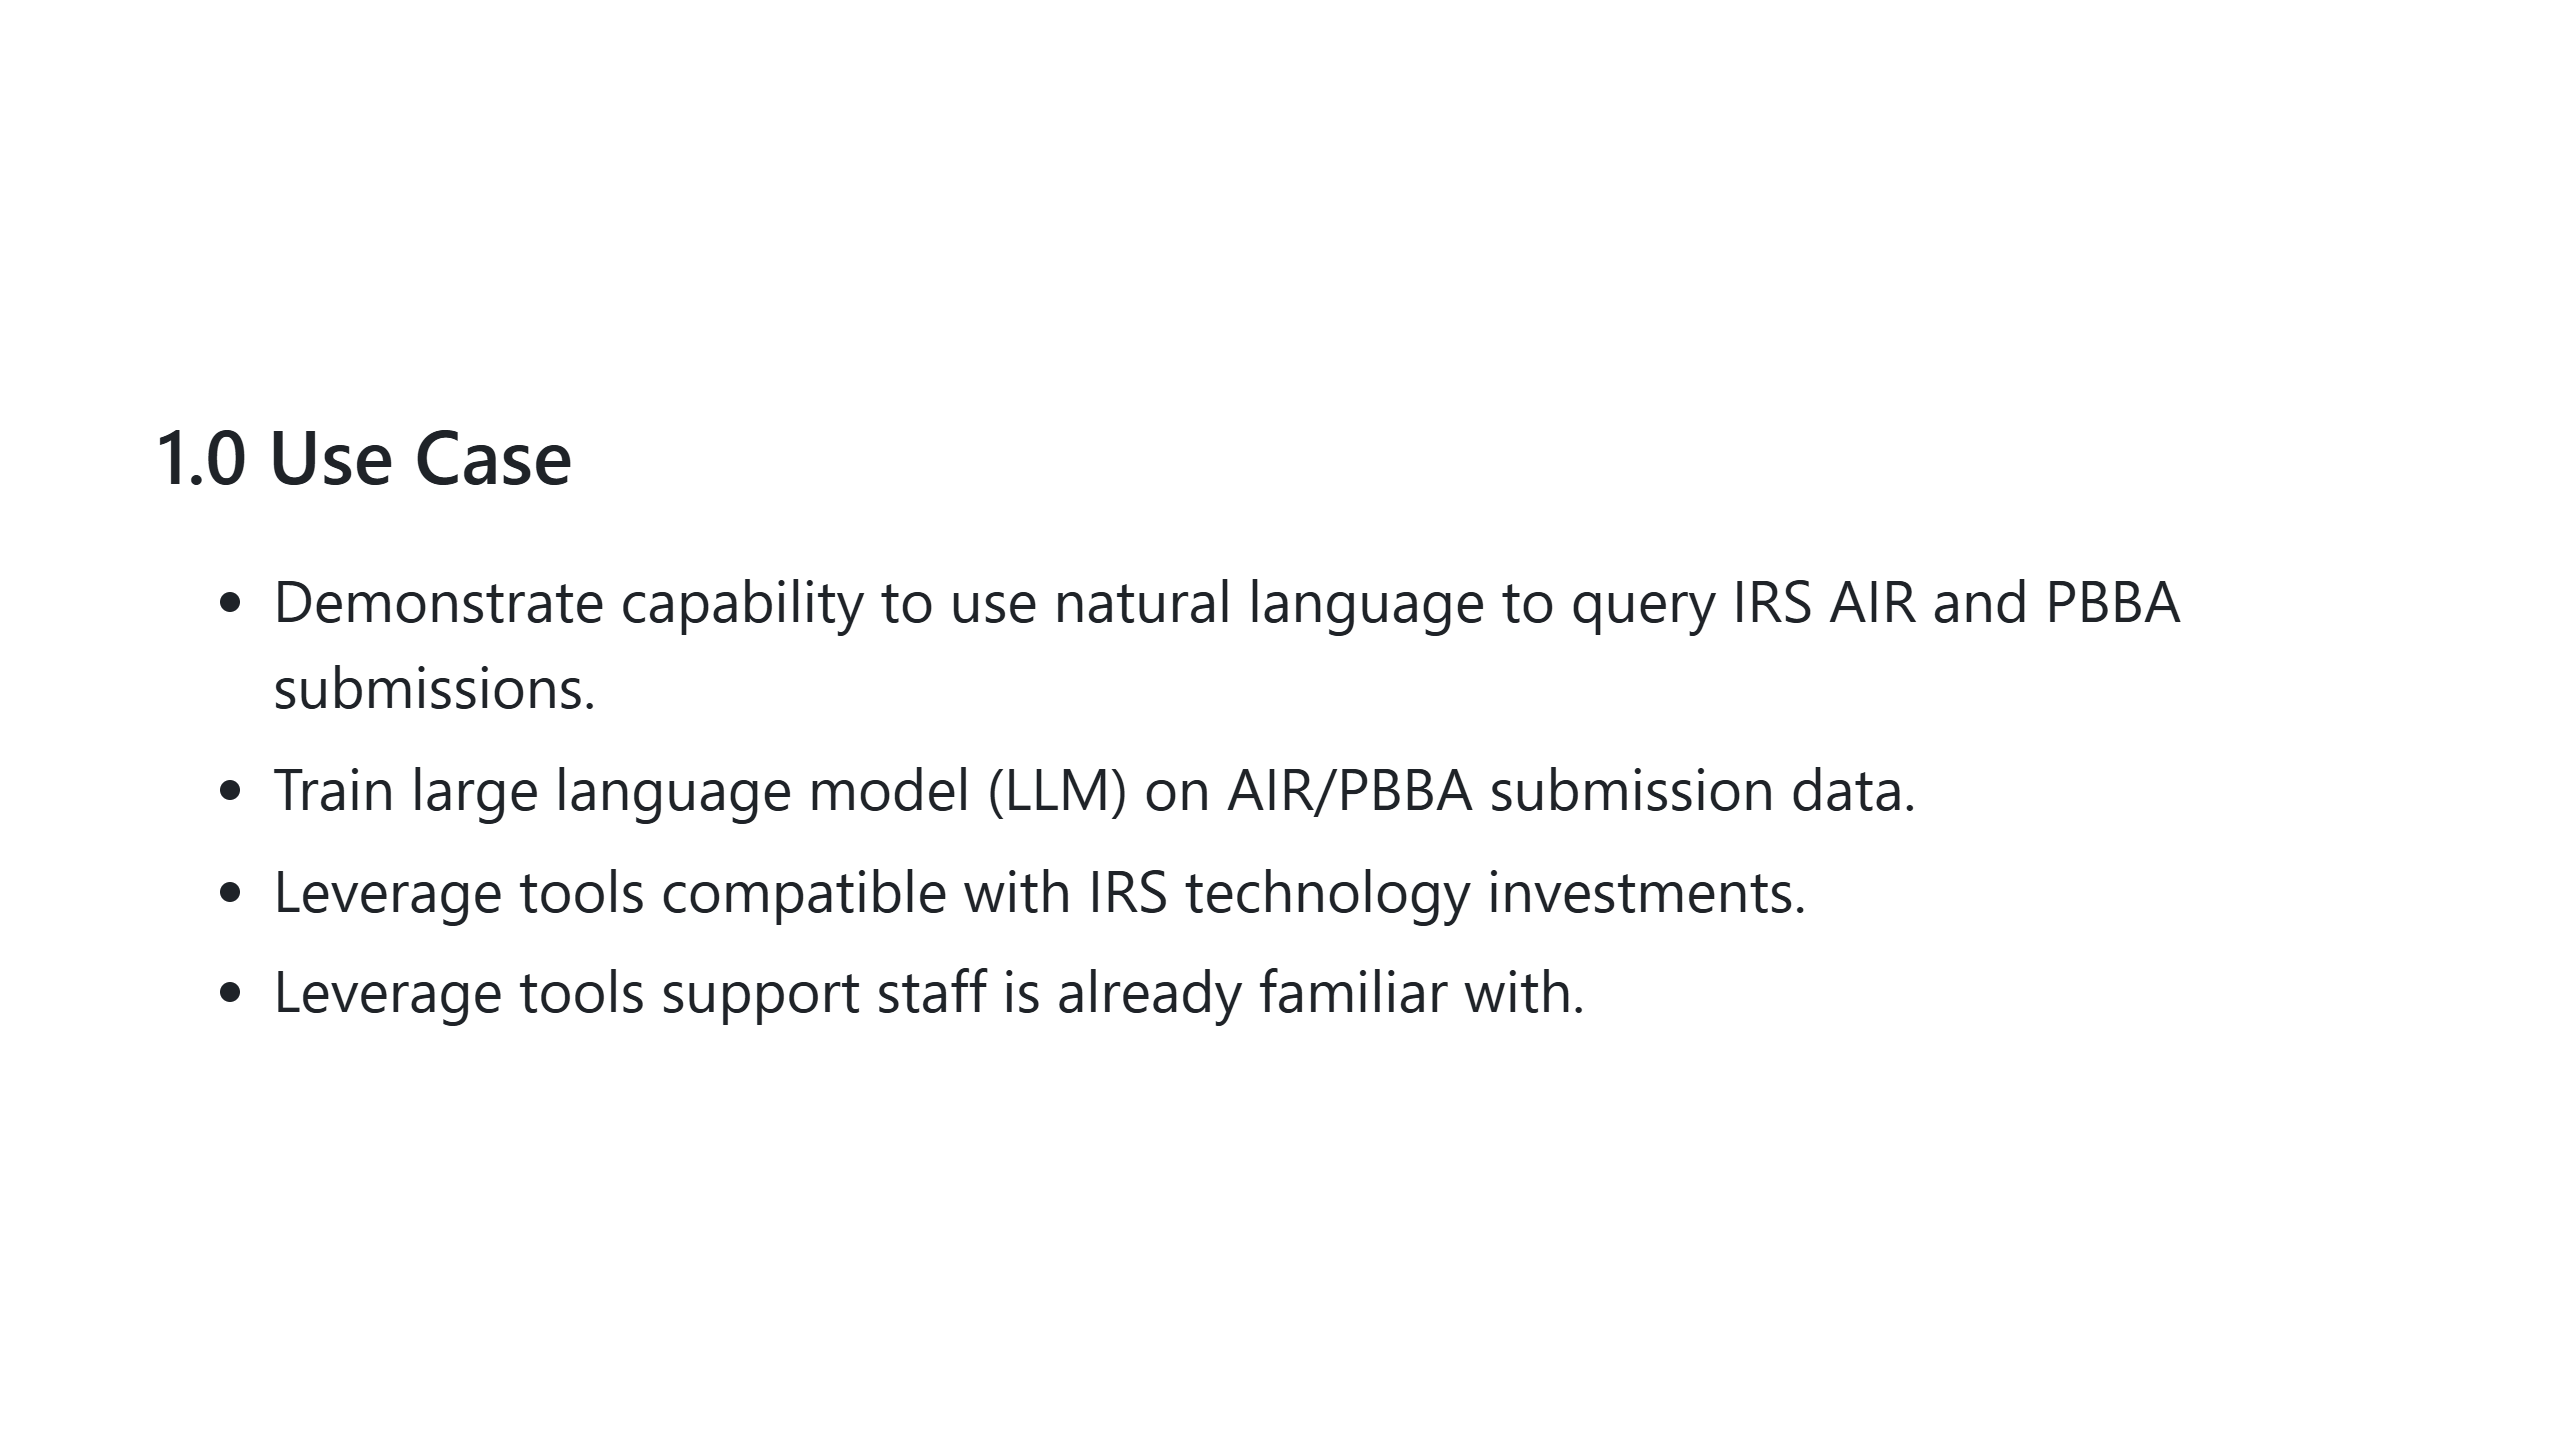 1.0 Use Case
• Demonstrate capability to use natural language to query IRS AIR and PBBA
submissions.
• Train large language model (LLM) on AIR/PBBA submission data.
• Leverage tools compatible with IRS technology investments.
• Leverage tools support staff is already familiar with.